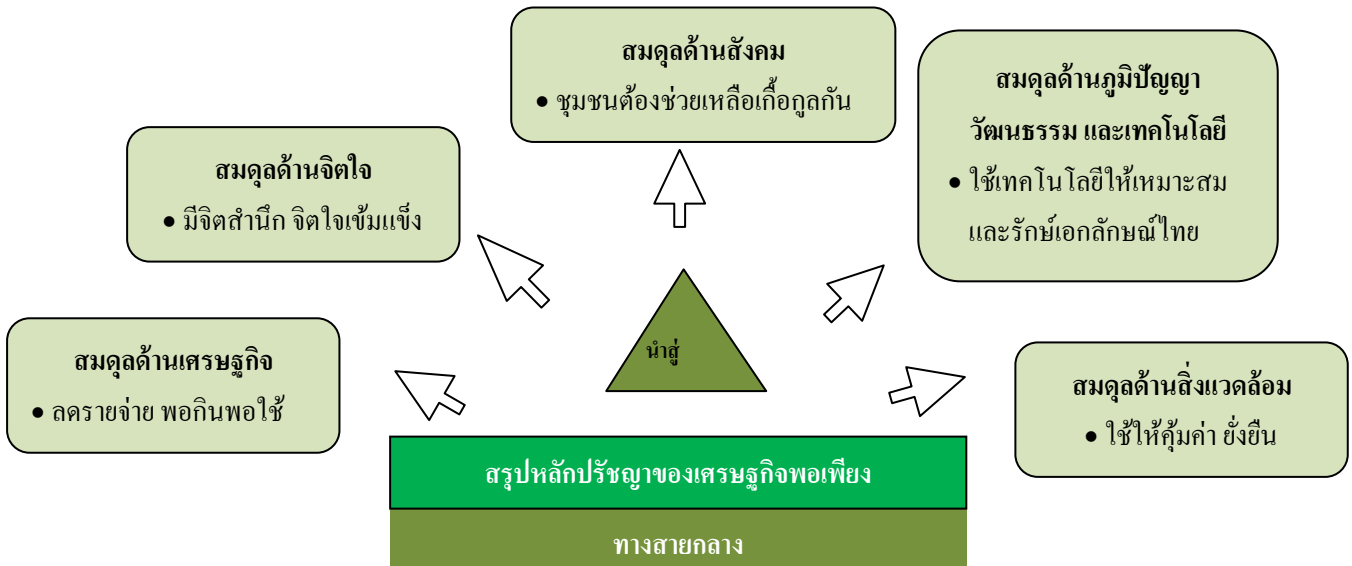 สมดุลด้านสังคม
• ชุมชนต้องช่วยเหลือเกื้อกูลกัน
สมดุลด้านภูมิปัญญา
วัฒนธรรม และเทคโนโลยี
• ใช้เทคโนโลยีให้เหมาะสม
และรักษ์เอกลักษณ์ไทย
สมดุลด้านจิตใจ
• มีจิตสำนึก จิตใจเข้มแข็ง
สมดุลด้านเศรษฐกิจ
• ลดรายจ่าย พอกินพอใช้
นำสู่
สมดุลด้านสิ่งแวดล้อม
• ใช้ให้คุ้มค่า ยั่งยืน
สรุปหลักปรัชญาของเศรษฐกิจพอเพียง
ทางสายกลาง